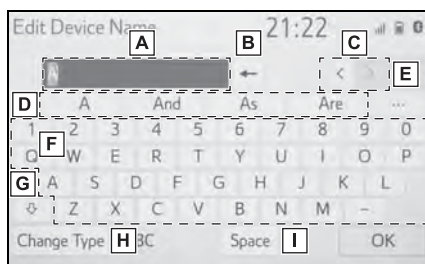 Edit Device Name 21:22
A B C
← < > E
D A And As Are ...
1 2 3 4 5 6 7 8 9 0
F
Q W E R T Y U I O P
G A S D F G H J K L
Z X C V B N M -
Change Type H BC Space I OK